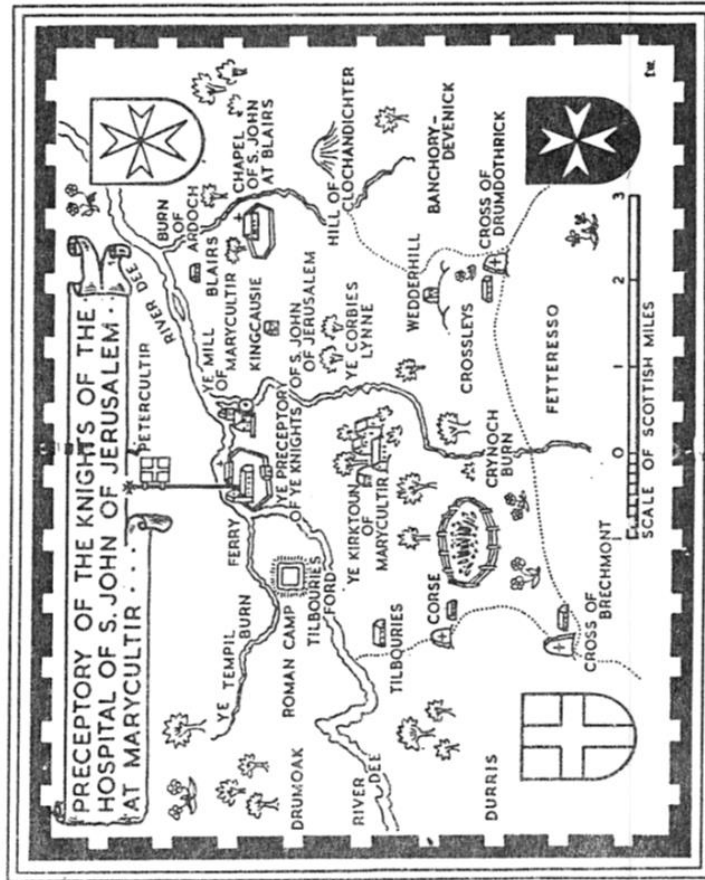 PRECEPTORY OF THE KNIGHTS OF THE
HOSPITAL OF S. JOHN OF JERUSALEM ·
AT MARYCULTIR · · ·
PETERCULTIR
RIVER DEE
BURN
OF
ARDOCH
CHAPEL
OF S. JOHN
AT BLAIRS
BLAIRS
YE MILL
OF MARYCULTIR
KINGCAUSIE
YE TEMPIL
BURN
FERRY
YE PRECEPTORY
OF YE KNIGHTS OF S. JOHN
OF JERUSALEM
HILL OF
CLOCHANDICHTER
ROMAN CAMP
TILBOURIES
FORD
DRUMOAK
YE KIRKTOUN
OF
MARYCULTIR
YE CORBIES
LYNNE
BANCHORY-
DEVENICK
RIVER
DEE
TILBOURIES
WEDDERHILL
CORSE
CRYNOCH
BURN
CROSSLEYS
CROSS OF
DRUMDOTHRICK
DURRIS
FETTERESSO
CROSS OF
BRECHMONT
1 0 1 2 3
SCALE OF SCOTTISH MILES